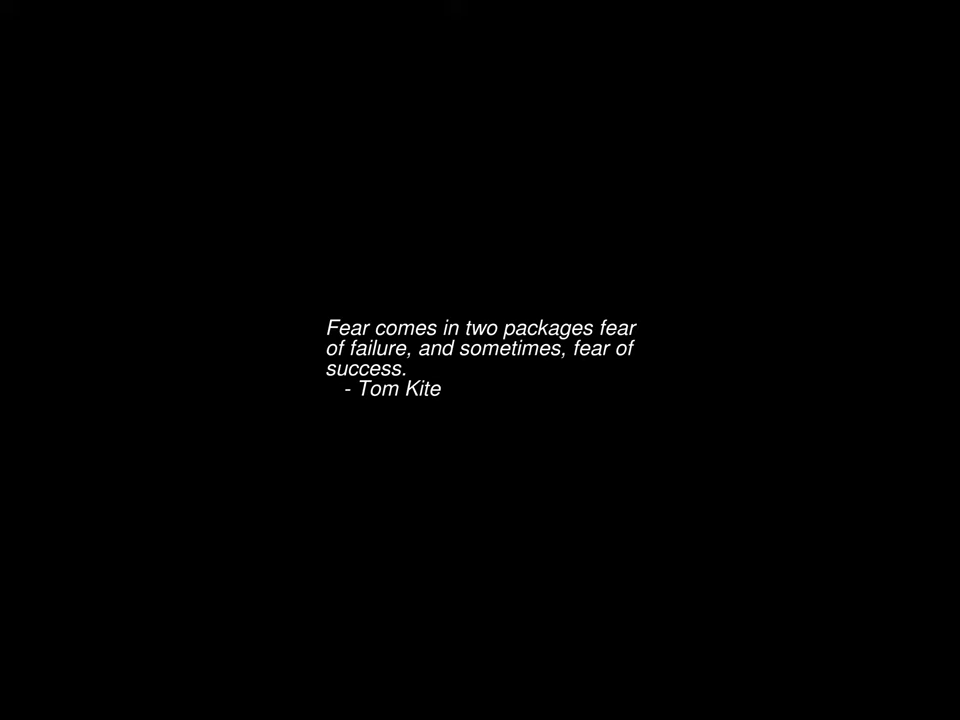 Fear comes in two packages fear
of failure, and sometimes, fear of
success.
- Tom Kite